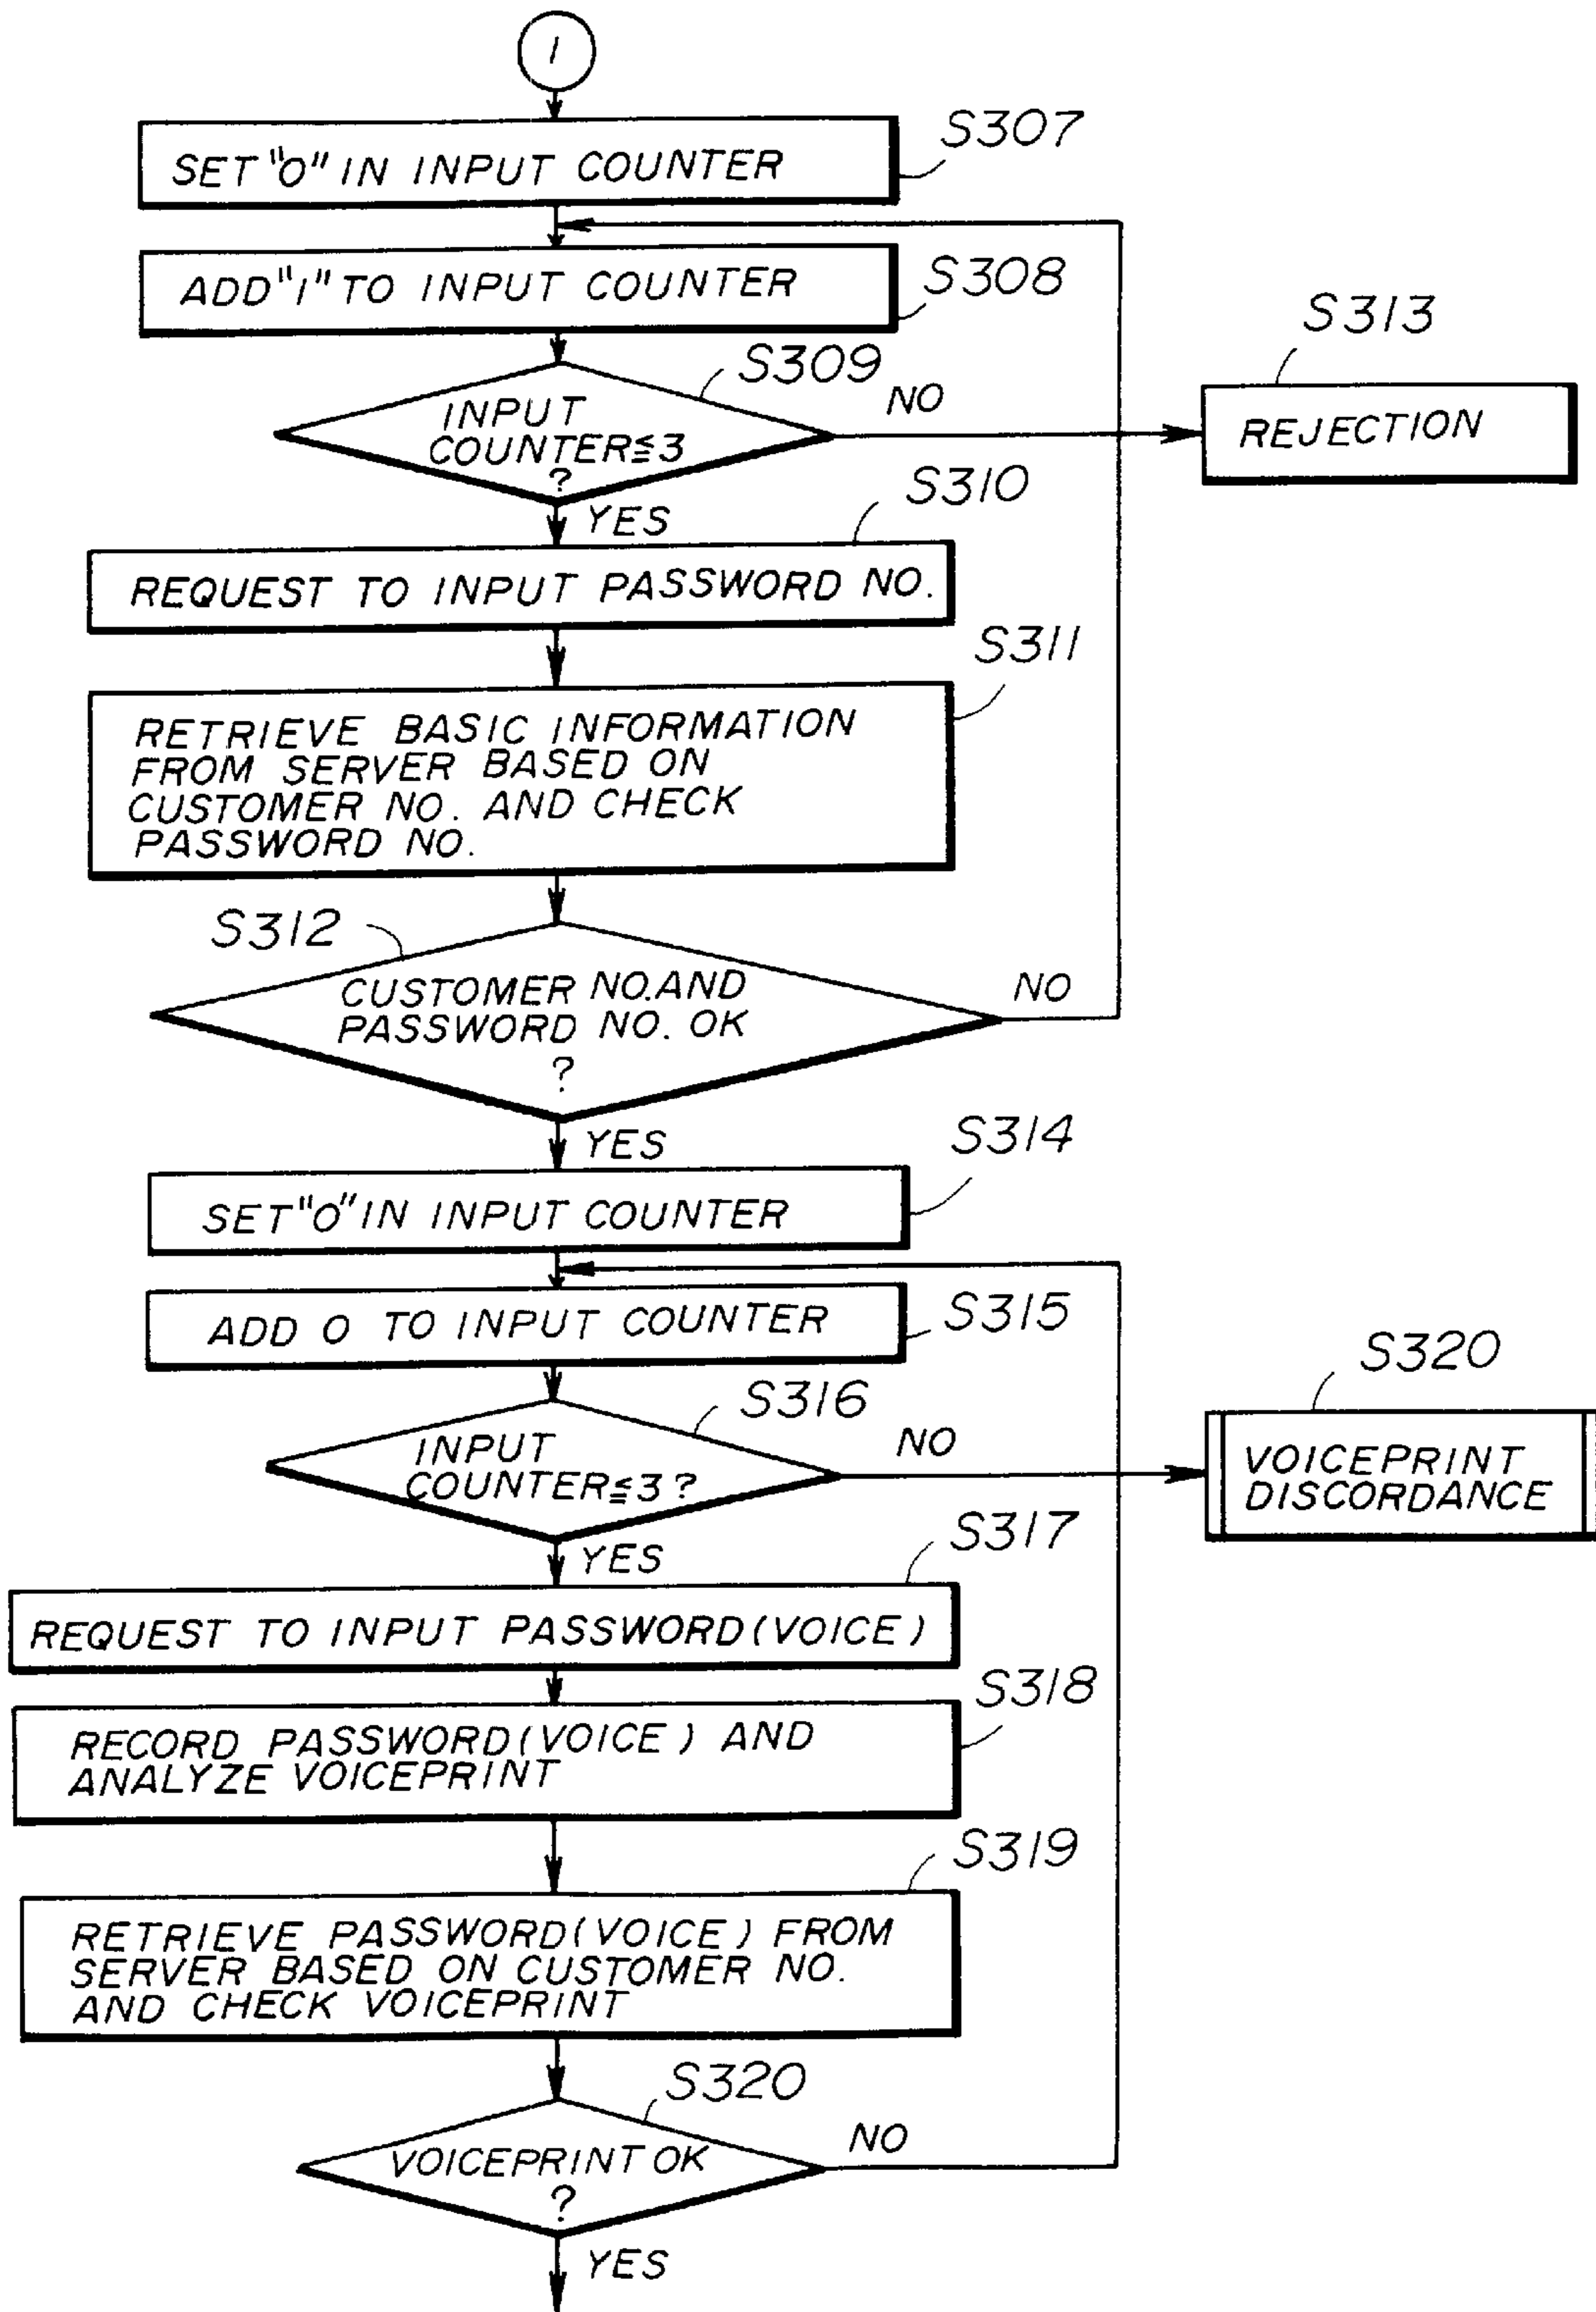 1
S307
SET "0" IN INPUT COUNTER
S308
ADD "1" TO INPUT COUNTER
S313
S309
NO
INPUT
COUNTER≦3
?
REJECTION
S310
YES
REQUEST TO INPUT PASSWORD NO.
S311
RETRIEVE BASIC INFORMATION
FROM SERVER BASED ON
CUSTOMER NO. AND CHECK
PASSWORD NO.
S312
CUSTOMER NO. AND
PASSWORD NO. OK
?
NO
YES
S314
SET "0" IN INPUT COUNTER
S315
ADD 0 TO INPUT COUNTER
S320
S316
NO
INPUT
COUNTER≦3 ?
VOICEPRINT
DISCORDANCE
S317
YES
REQUEST TO INPUT PASSWORD (VOICE)
S318
RECORD PASSWORD (VOICE) AND
ANALYZE VOICEPRINT
S319
RETRIEVE PASSWORD (VOICE) FROM
SERVER BASED ON CUSTOMER NO.
AND CHECK VOICEPRINT
S320
VOICEPRINT OK
?
NO
YES